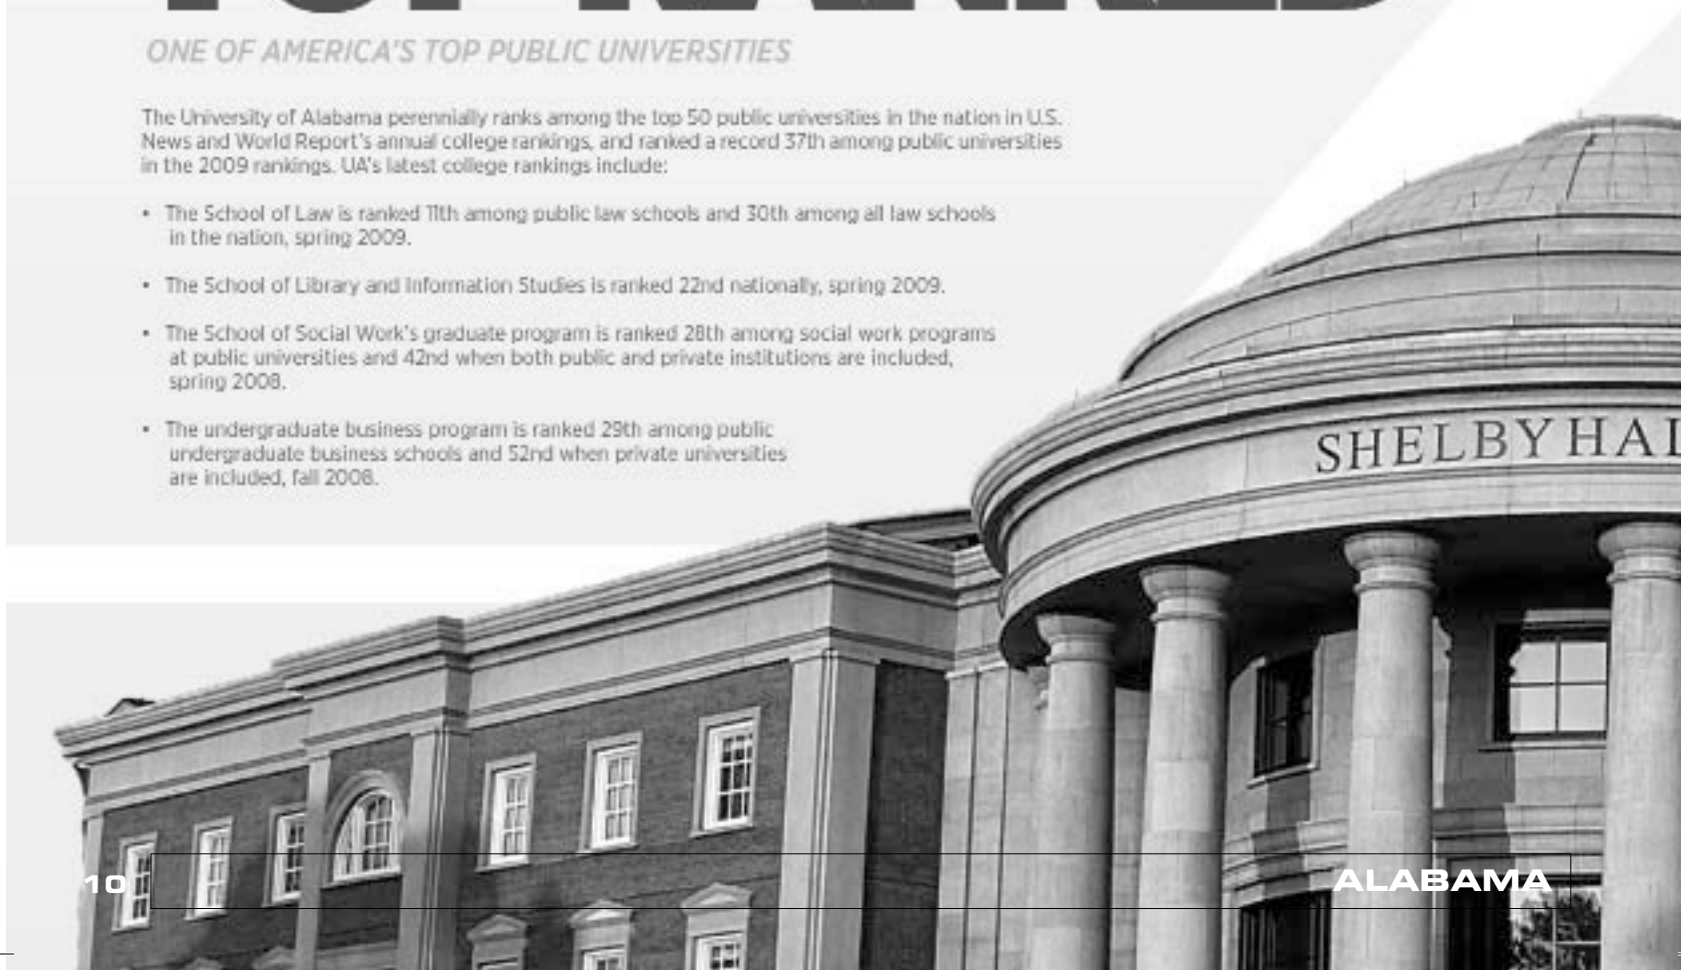 TOP RANKED
ONE OF AMERICA'S TOP PUBLIC UNIVERSITIES
The University of Alabama perennially ranks among the top 50 public universities in the nation in U.S.
News and World Report's annual college rankings, and ranked a record 37th among public universities
in the 2009 rankings. UA's latest college rankings include:
• The School of Law is ranked 11th among public law schools and 30th among all law schools
in the nation, spring 2009.
• The School of Library and Information Studies is ranked 22nd nationally, spring 2009.
• The School of Social Work's graduate program is ranked 28th among social work programs
at public universities and 42nd when both public and private institutions are included,
spring 2008.
• The undergraduate business program is ranked 29th among public
undergraduate business schools and 52nd when private universities
are included, fall 2008.
SHELBY HAL
10
ALABAMA